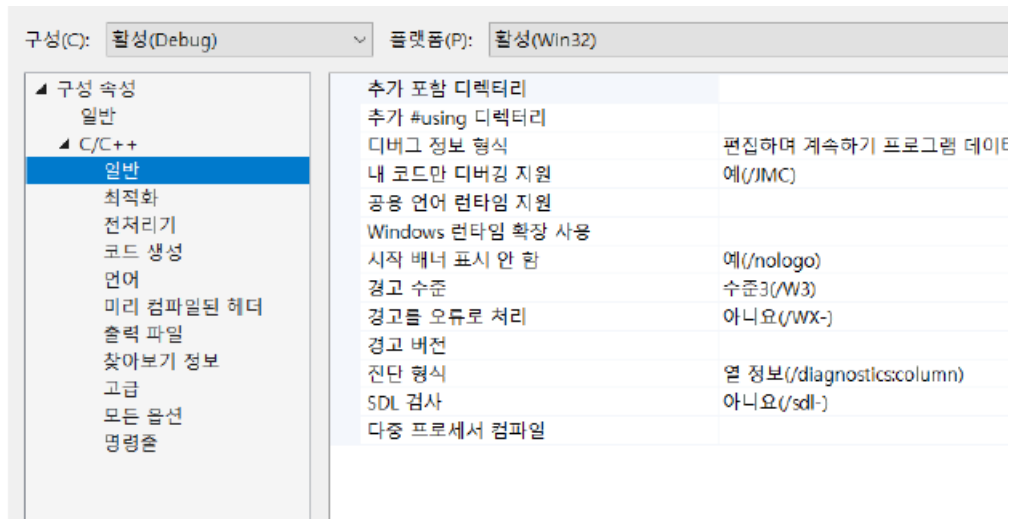 구성(C): 활성(Debug) 플랫폼(P): 활성(Win32)
구성 속성
일반
C/C++
일반
최적화
전처리기
코드 생성
언어
미리 컴파일된 헤더
출력 파일
찾아보기 정보
고급
모든 옵션
명령줄
추가 포함 디렉터리
추가 #using 디렉터리
디버그 정보 형식 편집하며 계속하기 프로그램 데이터
내 코드만 디버깅 지원 예(/JMC)
공용 언어 런타임 지원
Windows 런타임 확장 사용
시작 배너 표시 안 함 예(/nologo)
경고 수준 수준3(/W3)
경고를 오류로 처리 아니요(/WX-)
경고 버전
진단 형식 열 정보(/diagnostics:column)
SDL 검사 아니요(/sdl-)
다중 프로세서 컴파일